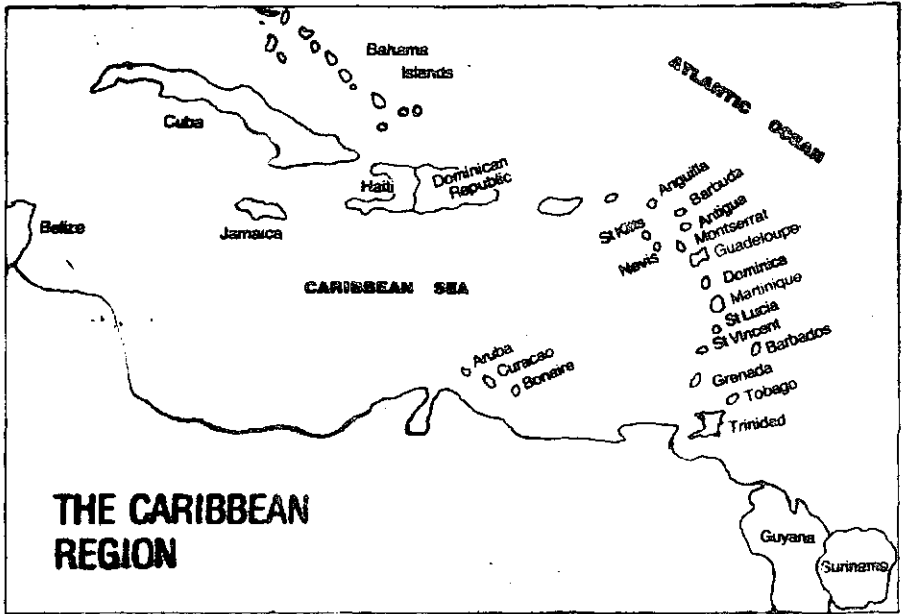 Bahama
Islands
ATLANTIC OCEAN
Cuba
Haiti
Dominican
Republic
Anguilla
Barbuda
Belize
Jamaica
St Kitts
Antigua
Montserrat
Nevis
Guadeloupe
CARIBBEAN SEA
Dominica
Martinique
St Lucia
St Vincent
Barbados
Aruba
Curacao
Bonaire
Grenada
Tobago
Trinidad
THE CARIBBEAN
REGION
Guyana
Suriname